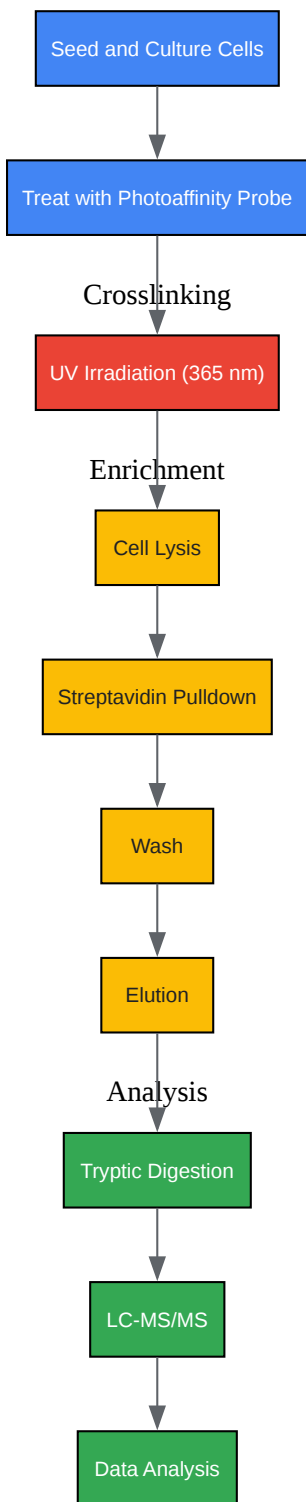 Seed and Culture Cells
Treat with Photoaffinity Probe
Crosslinking
UV Irradiation (365 nm)
Enrichment
Cell Lysis
Streptavidin Pulldown
Wash
Elution
Analysis
Tryptic Digestion
LC-MS/MS
Data Analysis